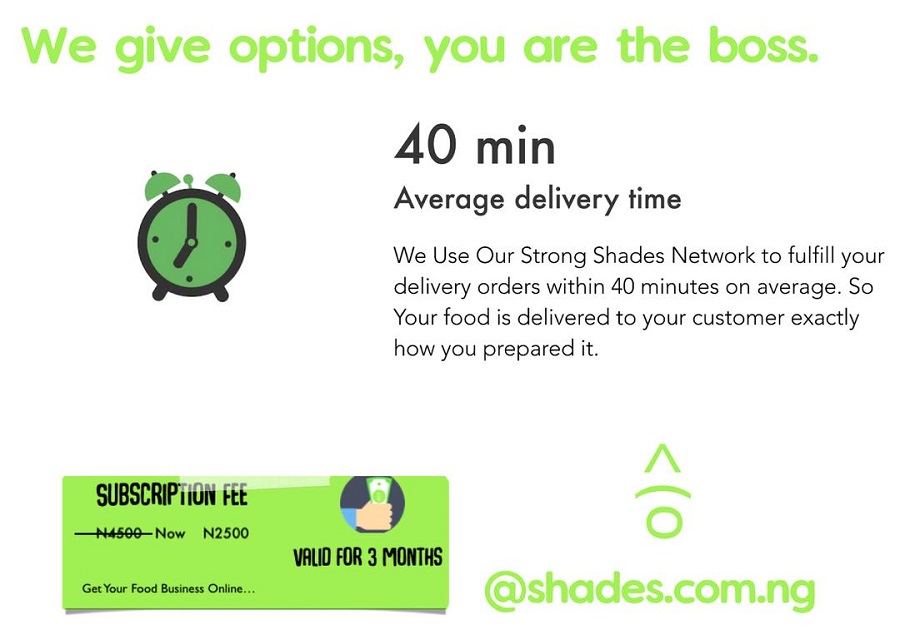 We give options, you are the boss.
40 min
Average delivery time
We Use Our Strong Shades Network to fulfill your
delivery orders within 40 minutes on average. So
Your food is delivered to your customer exactly
how you prepared it.
SUBSCRIPTION FEE
N4500 Now N2500
VALID FOR 3 MONTHS
Get Your Food Business Online...
@shades.com.ng